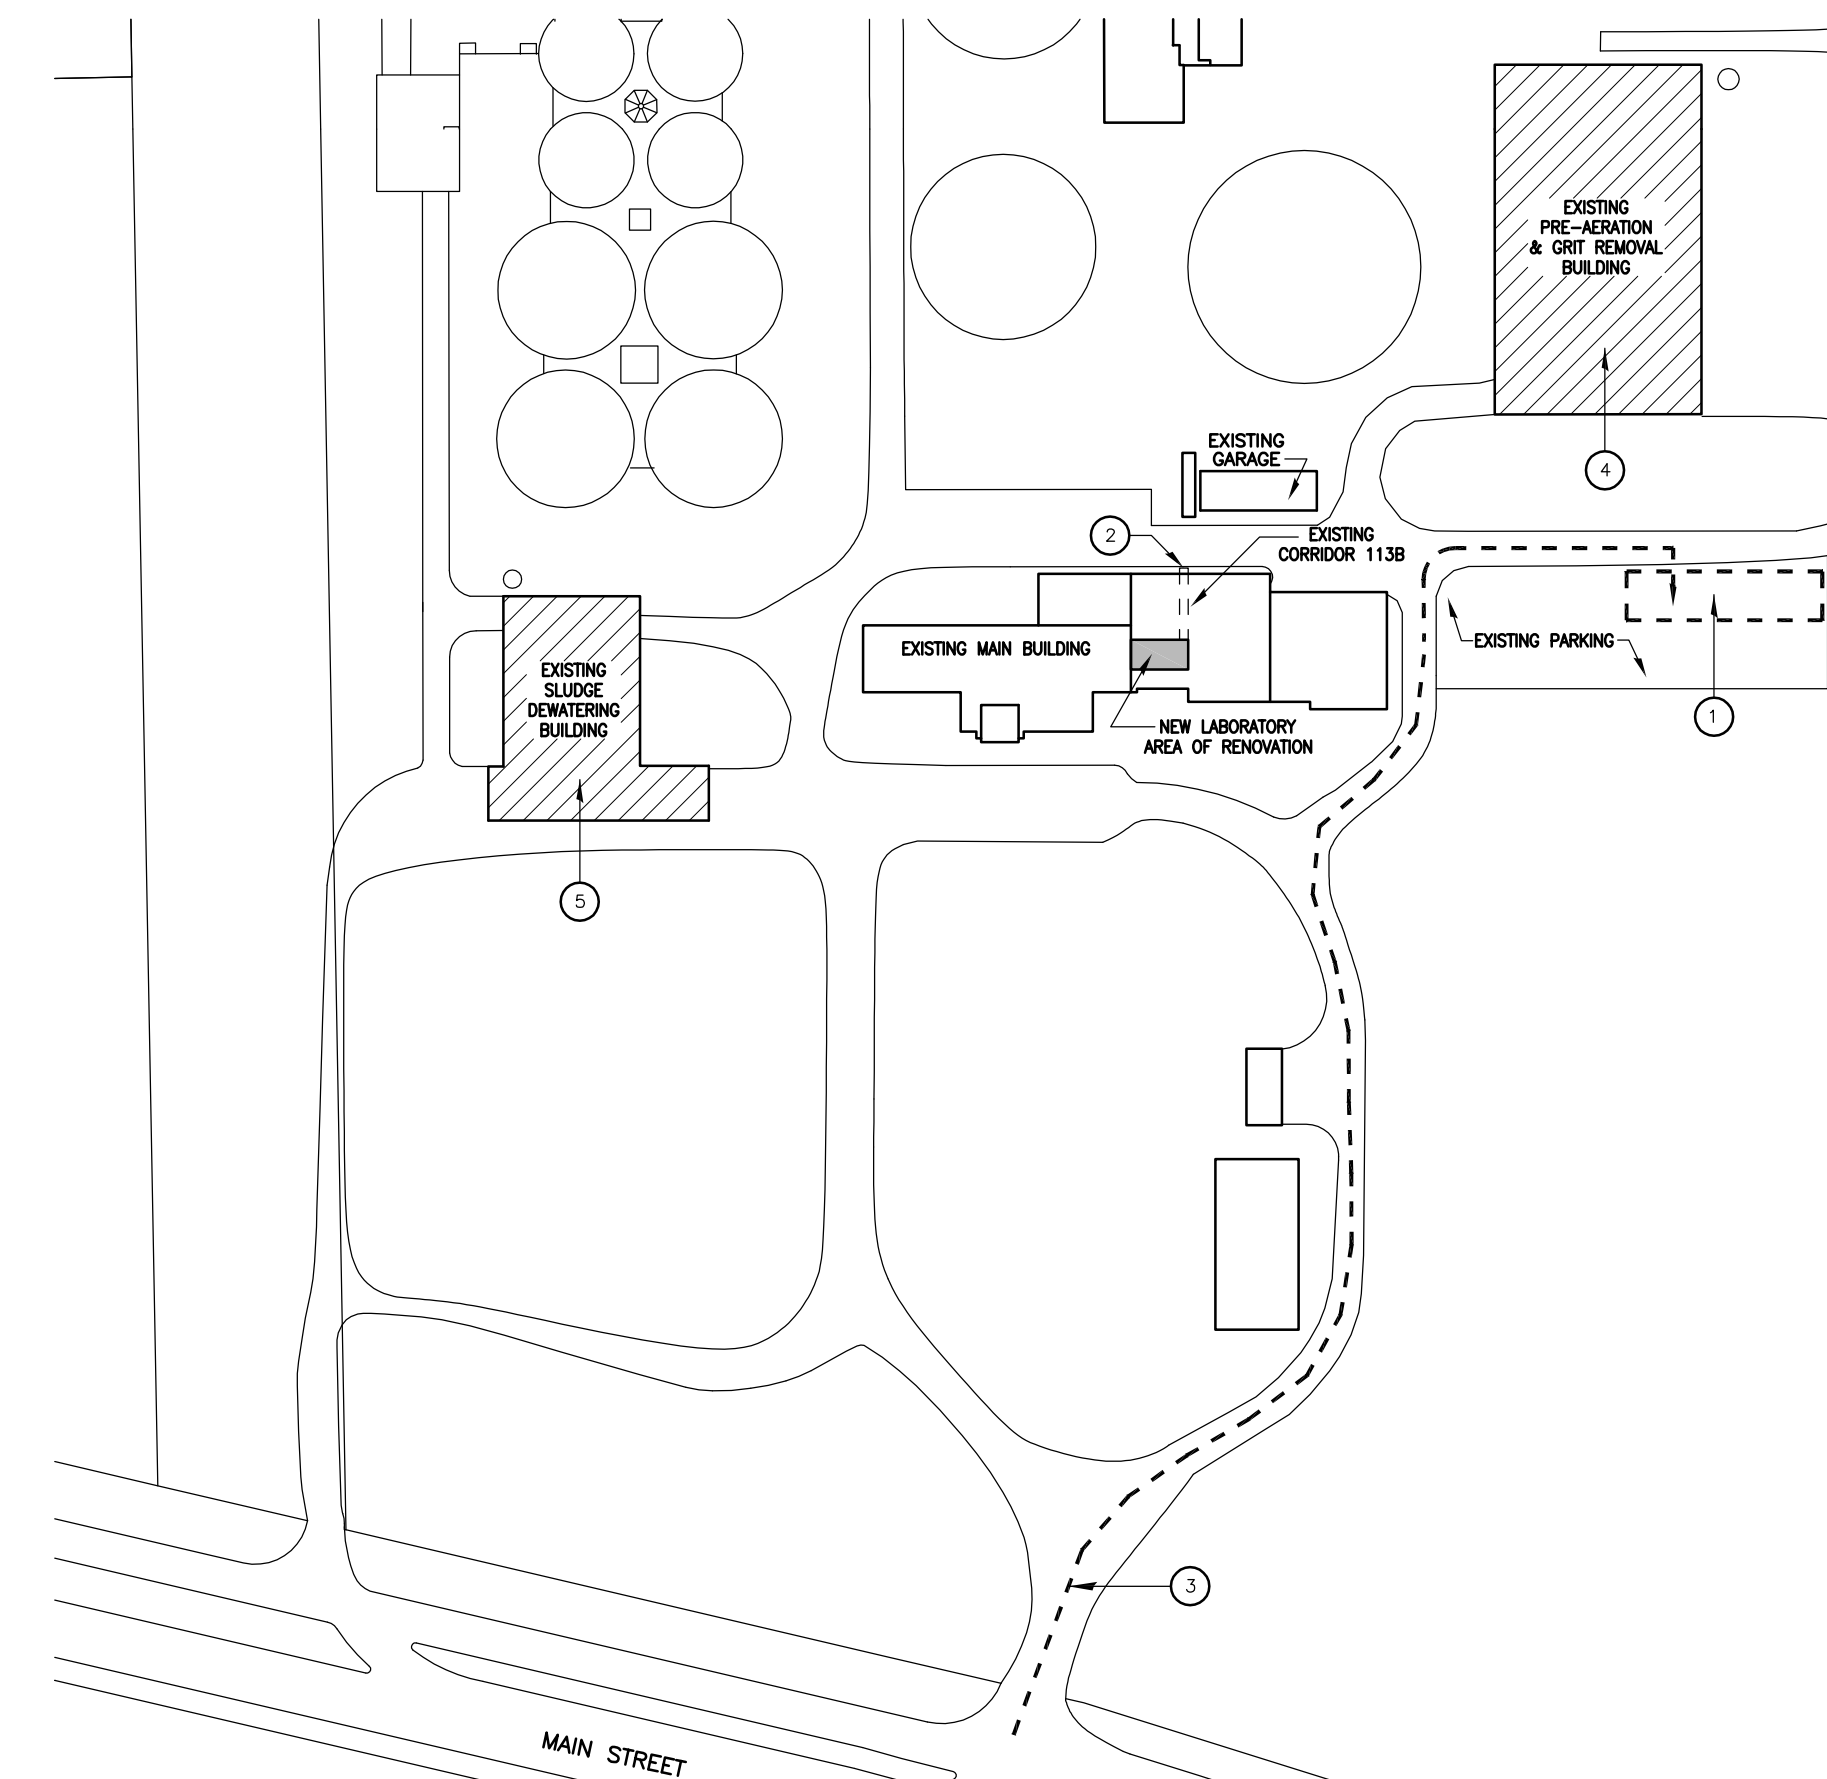 EXISTING
PRE-AERATION
& GRIT REMOVAL
BUILDING
EXISTING
GARAGE
4
2
EXISTING
CORRIDOR 113B
EXISTING MAIN BUILDING
EXISTING PARKING
EXISTING
SLUDGE
DEWATERING
BUILDING
1
NEW LABORATORY
AREA OF RENOVATION
5
3
MAIN STREET